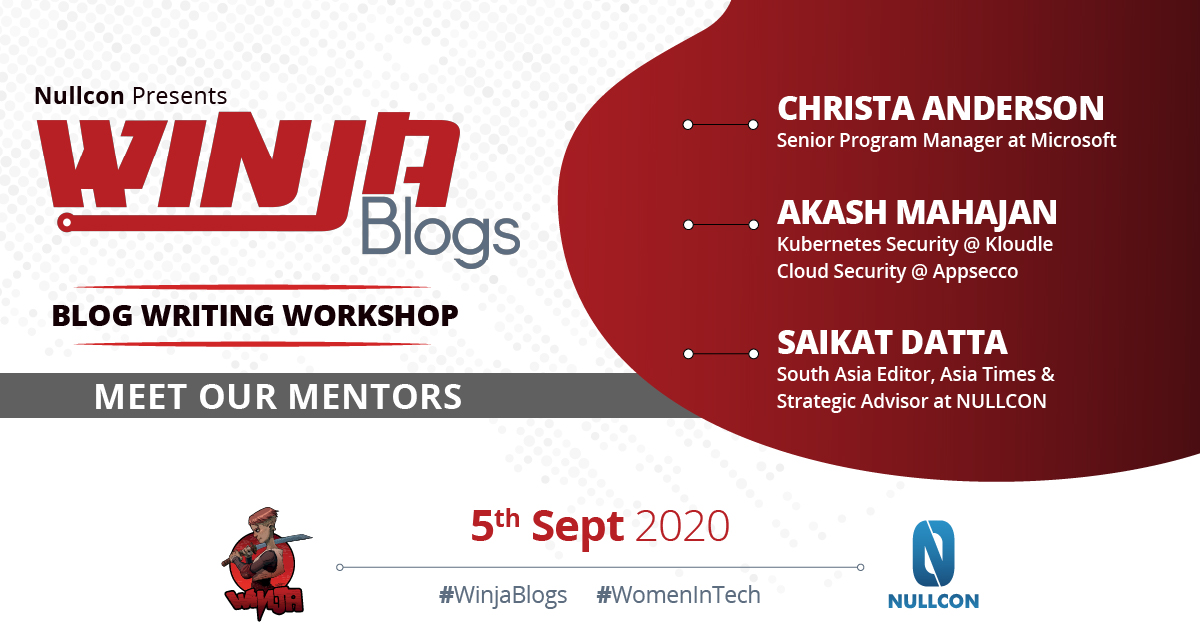 Nullcon Presents
WINJA
Blogs
BLOG WRITING WORKSHOP
MEET OUR MENTORS
CHRISTA ANDERSON
Senior Program Manager at Microsoft
AKASH MAHAJAN
Kubernetes Security @ Kloudle
Cloud Security @ Appsecco
SAIKAT DATTA
South Asia Editor, Asia Times &
Strategic Advisor at NULLCON
5th Sept 2020
#WinjaBlogs #WomenInTech
WINJA
NULLCON